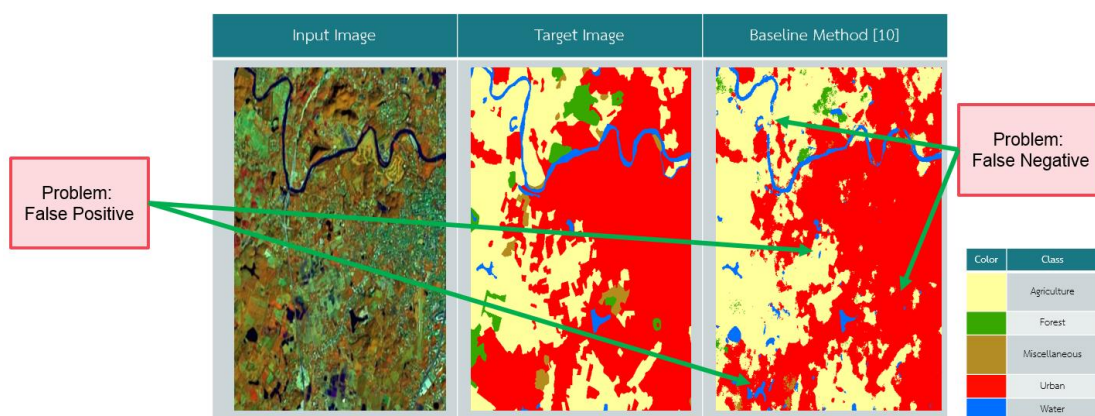 Input Image
Target Image
Baseline Method [10]
Problem:
False Positive
Problem:
False Negative
Color
Class
Agriculture
Forest
Miscellaneous
Urban
Water